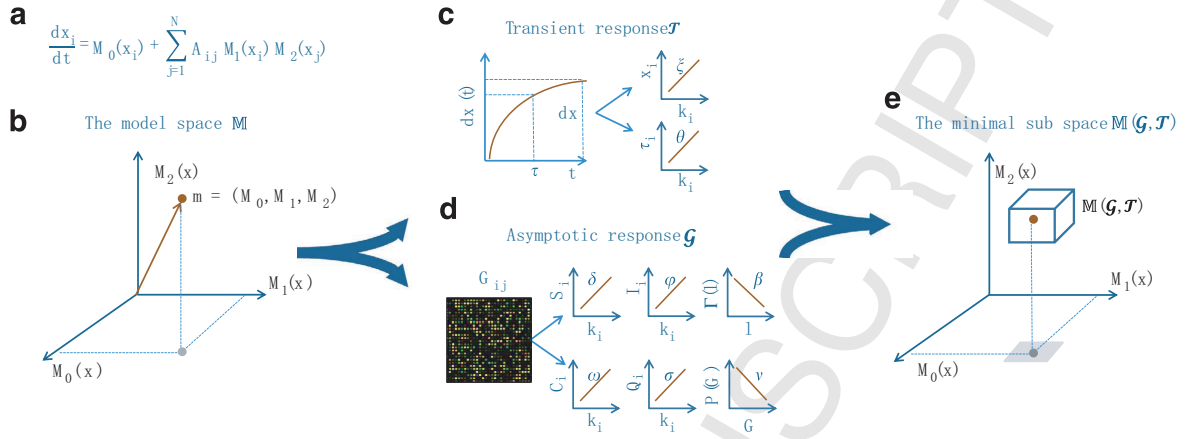 a
dx_i/dt = M_0(x_i) + ∑_{j=1}^{N} A_ij M_1(x_i) M_2(x_j)
b
The model space 𝕄
M_2(x)
m = (M_0, M_1, M_2)
M_1(x)
M_0(x)
c
Transient response 𝓣
dx (t)
dx
τ
t
x_i
ξ
k_i
τ_i
θ
k_i
d
Asymptotic response 𝓖
G_ij
S_i
δ
k_i
I_i
φ
k_i
Γ(l)
β
l
C_i
ω
k_i
Q_i
σ
k_i
P(G)
ν
G
e
The minimal sub space 𝕄(𝓖,𝓣)
M_2(x)
𝕄(𝓖,𝓣)
M_1(x)
M_0(x)
NUSCRIPT